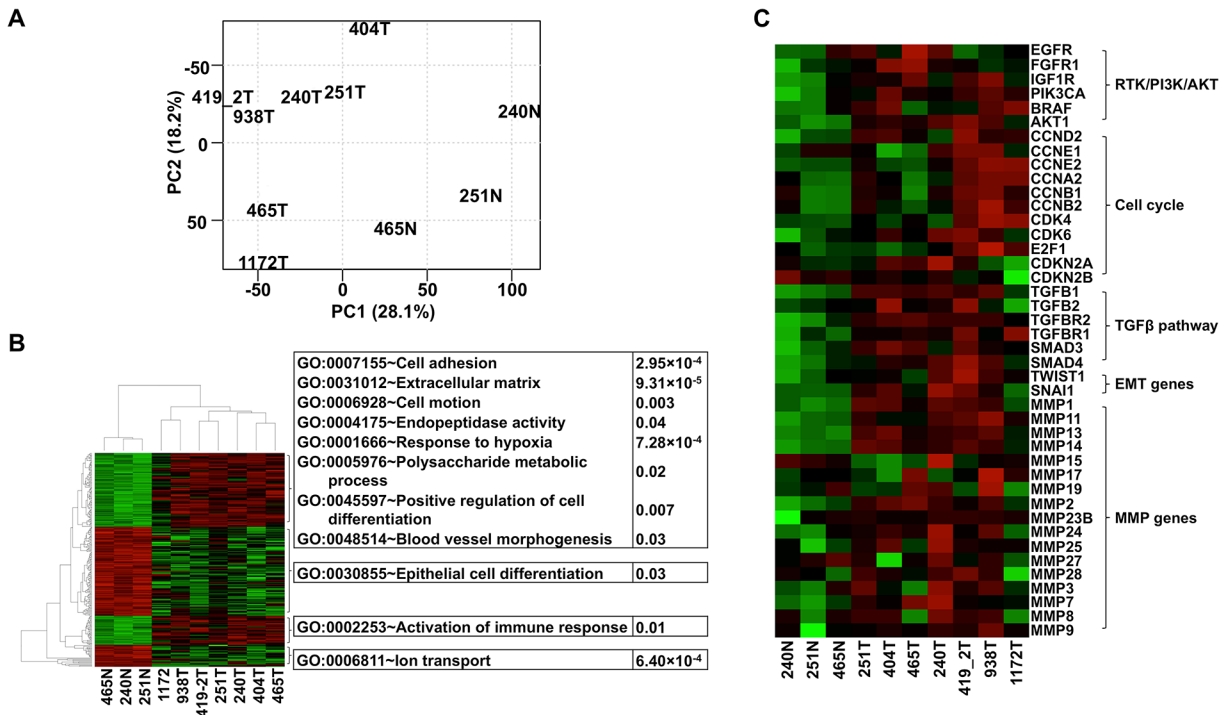 A
404T
-50
419_2T
240T
251T
938T
240N
0
251N
465T
50
465N
1172T
PC2 (18.2%)
-50
0
50
100
PC1 (28.1%)
B
GO:0007155~Cell adhesion 2.95×10-4
GO:0031012~Extracellular matrix 9.31×10-5
GO:0006928~Cell motion 0.003
GO:0004175~Endopeptidase activity 0.04
GO:0001666~Response to hypoxia 7.28×10-4
GO:0005976~Polysaccharide metabolic
process 0.02
GO:0045597~Positive regulation of cell
differentiation 0.007
GO:0048514~Blood vessel morphogenesis 0.03
GO:0030855~Epithelial cell differentiation 0.03
GO:0002253~Activation of immune response 0.01
GO:0006811~Ion transport 6.40×10-4
465N
240N
251N
1172
938T
419-2T
251T
240T
404T
465T
C
EGFR
FGFR1
IGF1R
PIK3CA
BRAF
AKT1
CCND2
CCNE1
CCNE2
CCNA2
CCNB1
CCNB2
CDK4
CDK6
E2F1
CDKN2A
CDKN2B
TGFB1
TGFB2
TGFBR2
TGFBR1
SMAD3
SMAD4
TWIST1
SNAI1
MMP1
MMP11
MMP13
MMP14
MMP15
MMP17
MMP19
MMP2
MMP23B
MMP24
MMP25
MMP27
MMP28
MMP3
MMP7
MMP8
MMP9
RTK/PI3K/AKT
Cell cycle
TGFβ pathway
EMT genes
MMP genes
240N
251N
465N
251T
404T
465T
240T
419_2T
938T
1172T